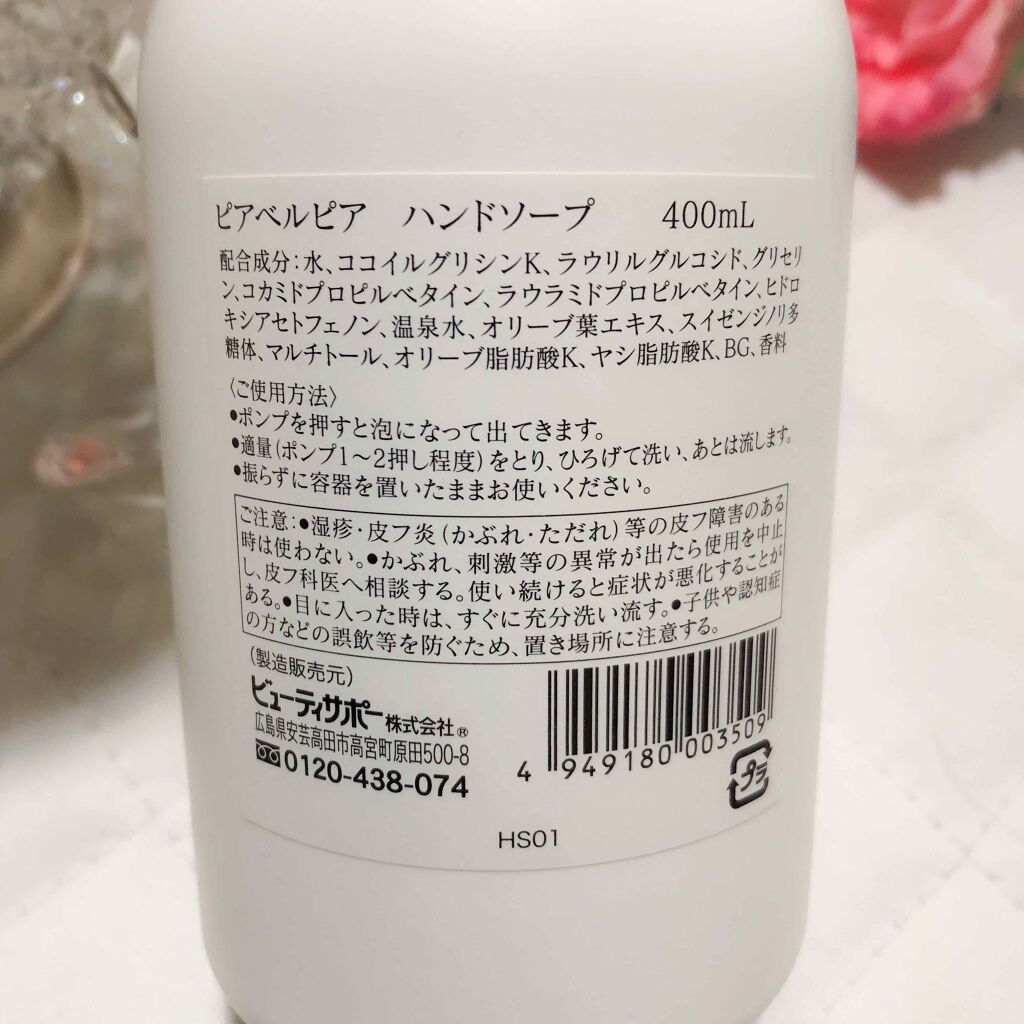 ピアベルピア　ハンドソープ　400mL
配合成分：水、ココイルグリシンK、ラウリルグルコシド、グリセリ
ン、コカミドプロピルベタイン、ラウラミドプロピルベタイン、ヒドロ
キシアセトフェノン、温泉水、オリーブ葉エキス、スイゼンジノリ多
糖体、マルチトール、オリーブ脂肪酸K、ヤシ脂肪酸K、BG、香料
〈ご使用方法〉
●ポンプを押すと泡になって出てきます。
●適量(ポンプ1～2押し程度)をとり、ひろげて洗い、あとは流します。
●振らずに容器を置いたままお使いください。
ご注意：●湿疹・皮フ炎(かぶれ・ただれ)等の皮フ障害のある
時は使わない。●かぶれ、刺激等の異常が出たら使用を中止
し、皮フ科医へ相談する。使い続けると症状が悪化することが
ある。●目に入った時は、すぐに充分洗い流す。●子供や認知症
の方などの誤飲等を防ぐため、置き場所に注意する。
(製造販売元)
ビューティサポー株式会社®
広島県安芸高田市高宮町原田500-8
0120-438-074
4 949180 003509
プラ
HS01